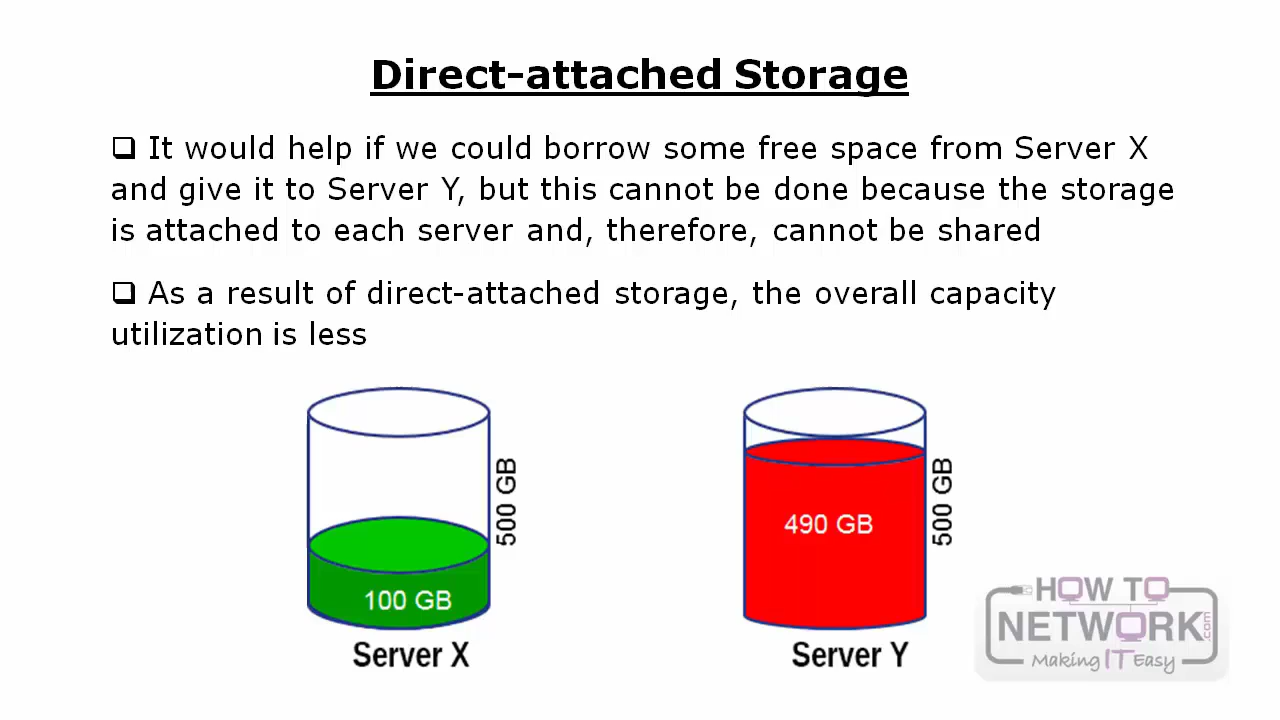 Direct-attached Storage
❑ It would help if we could borrow some free space from Server X
and give it to Server Y, but this cannot be done because the storage
is attached to each server and, therefore, cannot be shared
❑ As a result of direct-attached storage, the overall capacity
utilization is less
500 GB
100 GB
Server X
500 GB
490 GB
Server Y
HOW TO
NETWORK.com
Making IT Easy